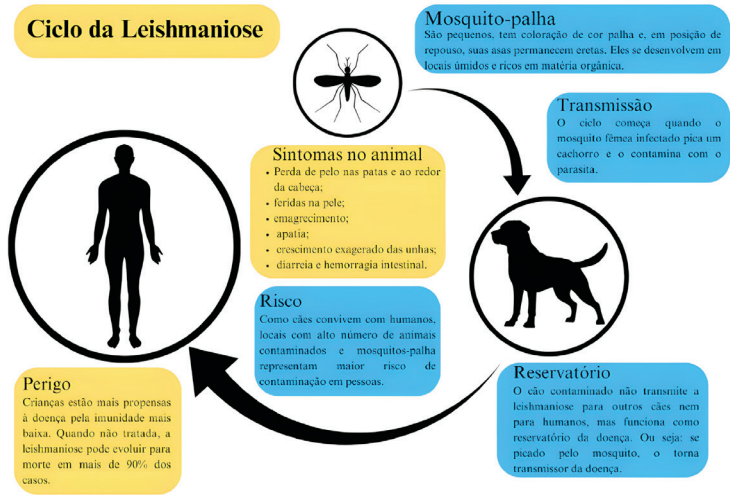 Ciclo da Leishmaniose
Mosquito-palha
São pequenos, tem coloração de cor palha e, em posição de
repouso, suas asas permanecem eretas. Eles se desenvolvem em
locais úmidos e ricos em matéria orgânica.
Transmissão
O ciclo começa quando o
mosquito fêmea infectado pica um
cachorro e o contamina com o
parasita.
Sintomas no animal
• Perda de pelo nas patas e ao redor
da cabeça;
• feridas na pele;
• emagrecimento;
• apatia;
• crescimento exagerado das unhas;
• diarreia e hemorragia intestinal.
Risco
Como cães convivem com humanos,
locais com alto número de animais
contaminados e mosquitos-palha
representam maior risco de
contaminação em pessoas.
Reservatório
O cão contaminado não transmite a
leishmaniose para outros cães nem
para humanos, mas funciona como
reservatório da doença. Ou seja: se
picado pelo mosquito, o torna
transmissor da doença.
Perigo
Crianças estão mais propensas
à doença pela imunidade mais
baixa. Quando não tratada, a
leishmaniose pode evoluir para
morte em mais de 90% dos
casos.